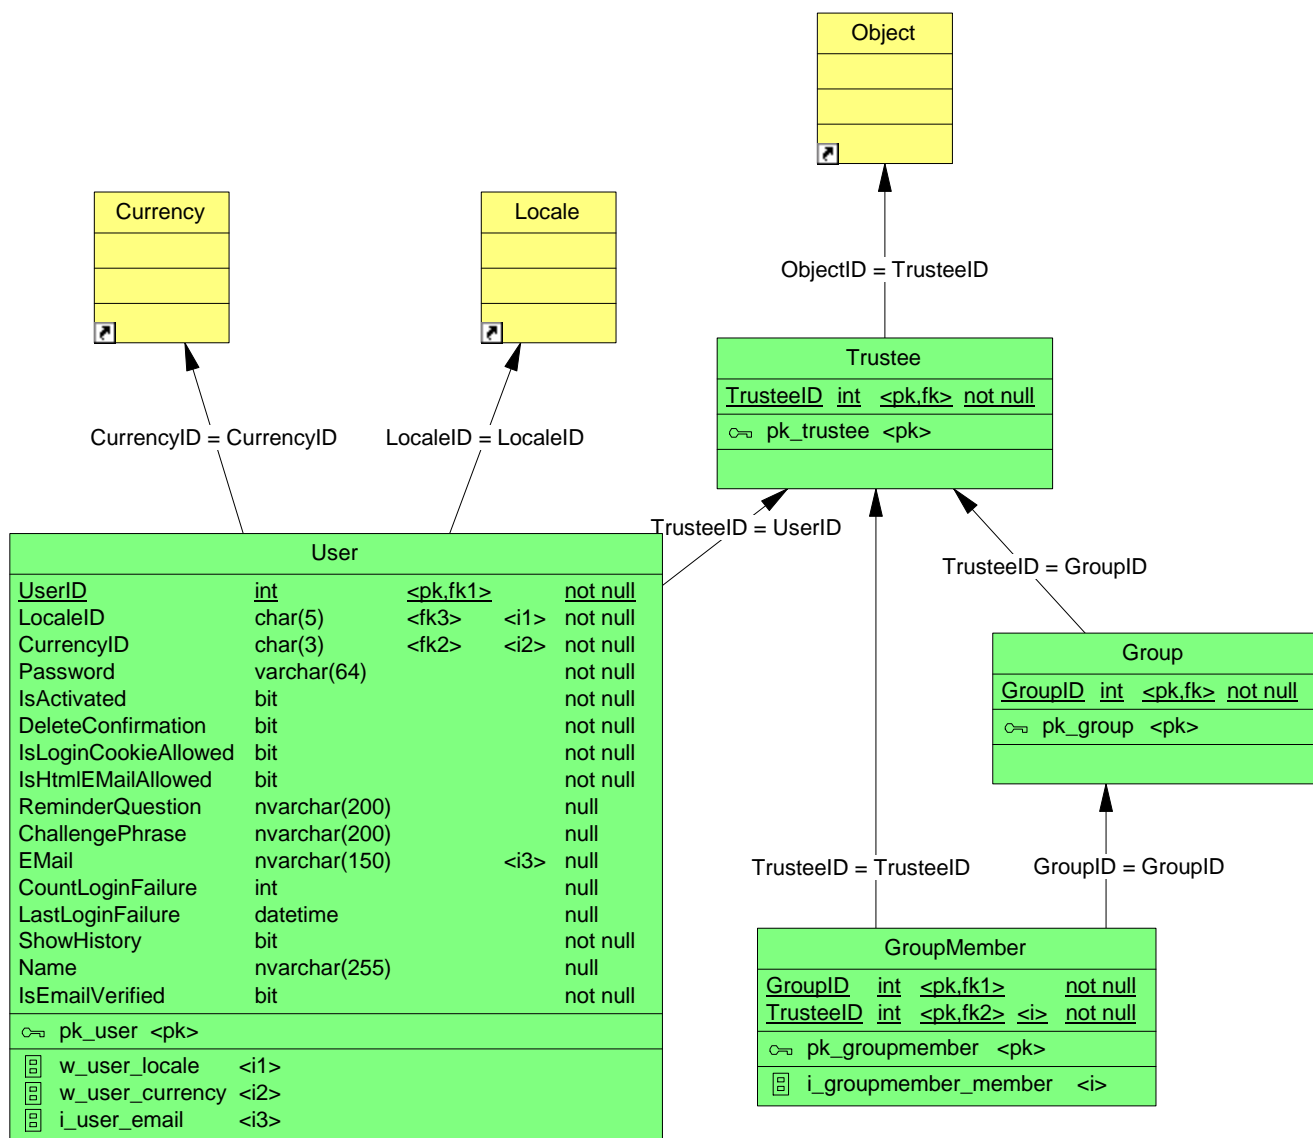 Object
Currency
Locale
ObjectID = TrusteeID
Trustee
TrusteeID int <pk,fk> not null
pk_trustee <pk>
CurrencyID = CurrencyID
LocaleID = LocaleID
TrusteeID = UserID
TrusteeID = GroupID
User
UserID int <pk,fk1> not null
LocaleID char(5) <fk3> <i1> not null
CurrencyID char(3) <fk2> <i2> not null
Password varchar(64) not null
IsActivated bit not null
DeleteConfirmation bit not null
IsLoginCookieAllowed bit not null
IsHtmlEMailAllowed bit not null
ReminderQuestion nvarchar(200) null
ChallengePhrase nvarchar(200) null
EMail nvarchar(150) <i3> null
CountLoginFailure int null
LastLoginFailure datetime null
ShowHistory bit not null
Name nvarchar(255) null
IsEmailVerified bit not null
pk_user <pk>
w_user_locale <i1>
w_user_currency <i2>
i_user_email <i3>
Group
GroupID int <pk,fk> not null
pk_group <pk>
TrusteeID = TrusteeID
GroupID = GroupID
GroupMember
GroupID int <pk,fk1> not null
TrusteeID int <pk,fk2> <i> not null
pk_groupmember <pk>
i_groupmember_member <i>